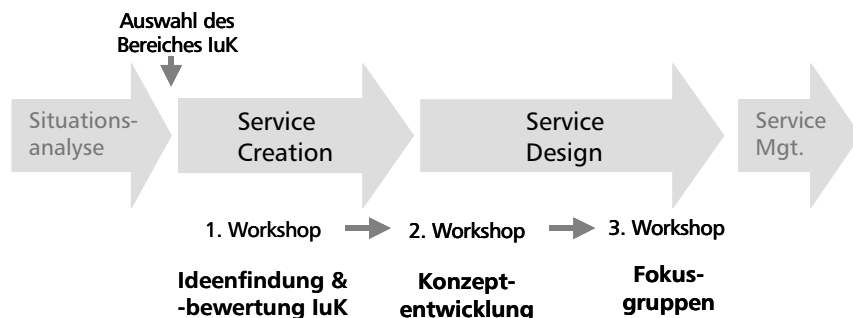 Auswahl des
Bereiches IuK
Situations-
analyse
Service
Creation
Service
Design
Service
Mgt.
1. Workshop
2. Workshop
3. Workshop
Ideenfindung &
-bewertung IuK
Konzept-
entwicklung
Fokus-
gruppen